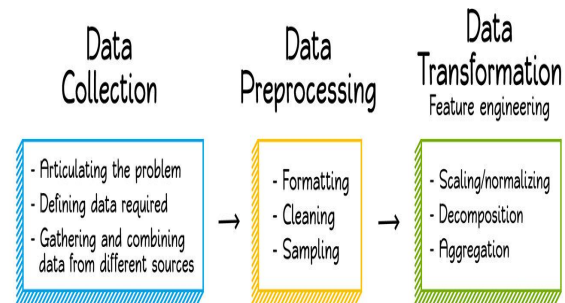 Data
Collection
- Articulating the problem
- Defining data required
- Gathering and combining
data from different sources
→
Data
Preprocessing
- Formatting
- Cleaning
- Sampling
→
Data
Transformation
Feature engineering
- Scaling/normalizing
- Decomposition
- Aggregation